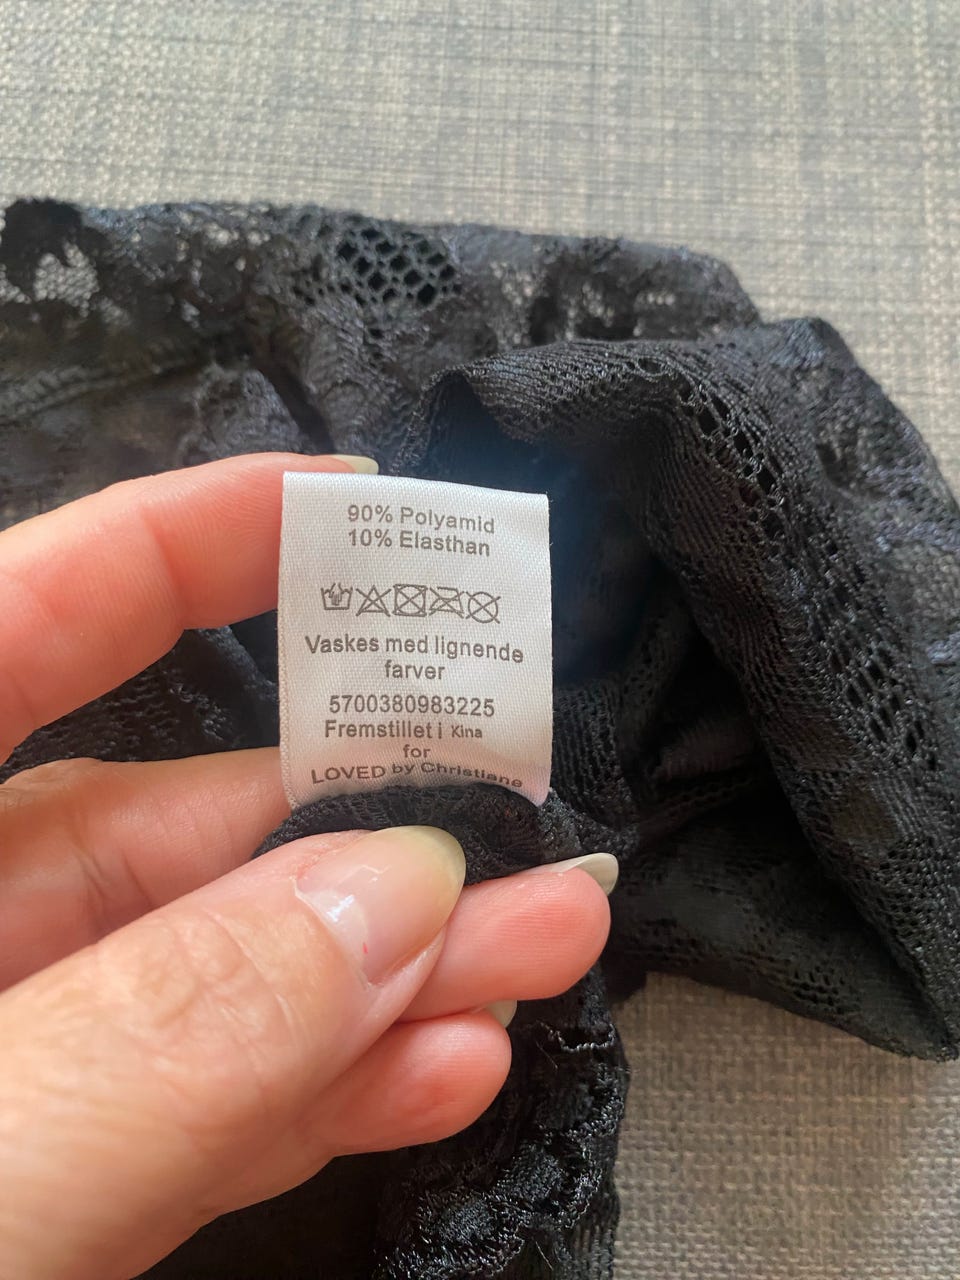 90% Polyamid
10% Elasthan
Vaskes med lignende
farver
5700380983225
Fremstillet i Kina
for
LOVED by Christiane